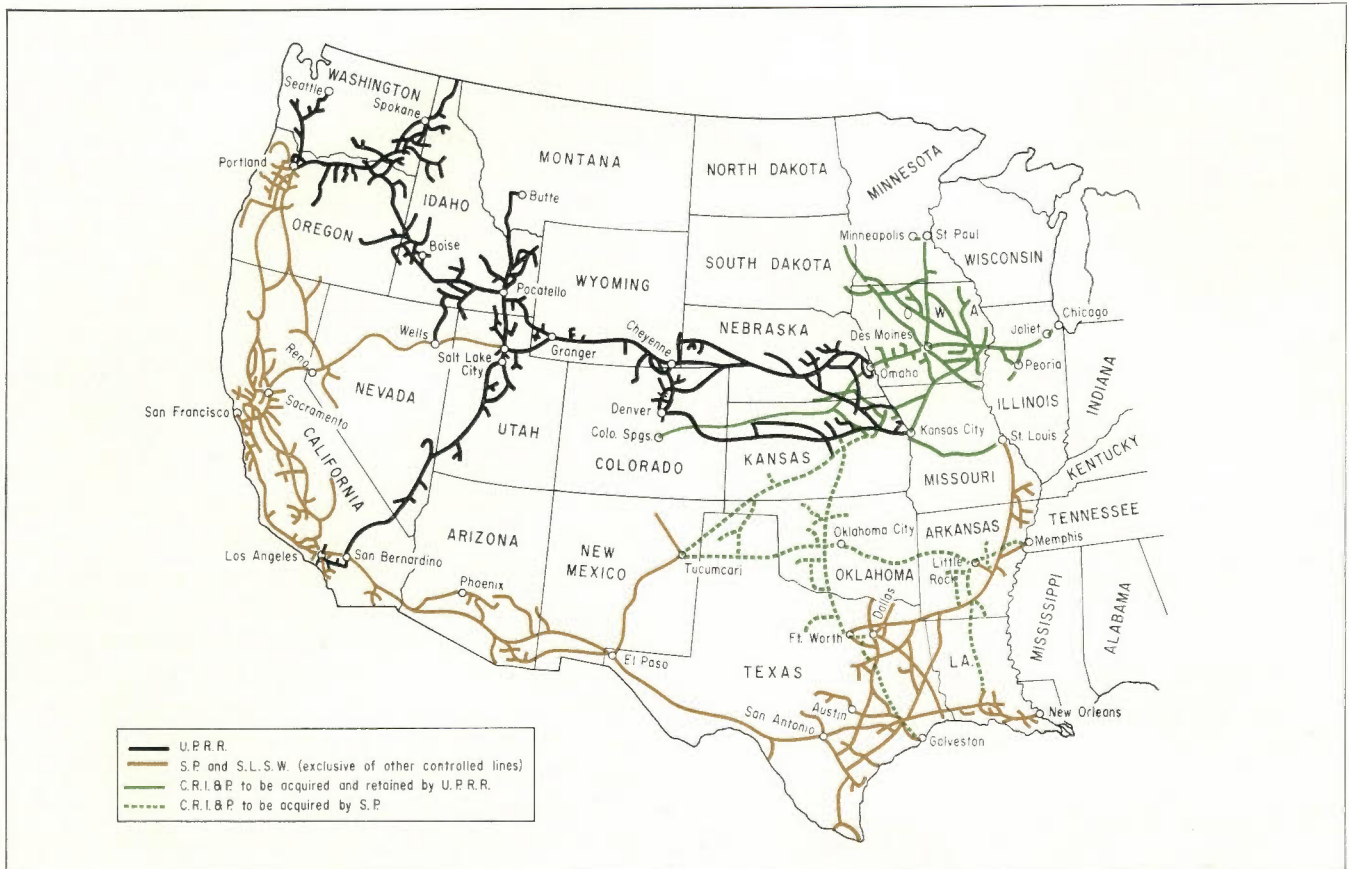 WASHINGTON
Seattle
Spokane
Portland
MONTANA
NORTH DAKOTA
MINNESOTA
Butte
IDAHO
OREGON
Boise
Minneapolis
St. Paul
SOUTH DAKOTA
WISCONSIN
WYOMING
Pocatello
IOWA
Chicago
Joliet
NEBRASKA
Des Moines
Cheyenne
Wells
Granger
Reno
Salt Lake
City
Omaha
Peoria
NEVADA
ILLINOIS
INDIANA
San Francisco
Sacramento
Denver
UTAH
Colo. Spgs.
Kansas City
St. Louis
CALIFORNIA
COLORADO
KANSAS
MISSOURI
KENTUCKY
TENNESSEE
ARIZONA
Oklahoma City
ARKANSAS
Memphis
Los Angeles
San Bernardino
NEW
MEXICO
Tucumcari
Little
Rock
OKLAHOMA
Phoenix
Dallas
MISSISSIPPI
ALABAMA
Ft. Worth
El Paso
TEXAS
LA.
Austin
San Antonio
New Orleans
Galveston
U.P.R.R.
S.P. and S.L.S.W. (exclusive of other controlled lines)
C.R.I.&P. to be acquired and retained by U.P.R.R.
C.R.I.&P. to be acquired by S.P.